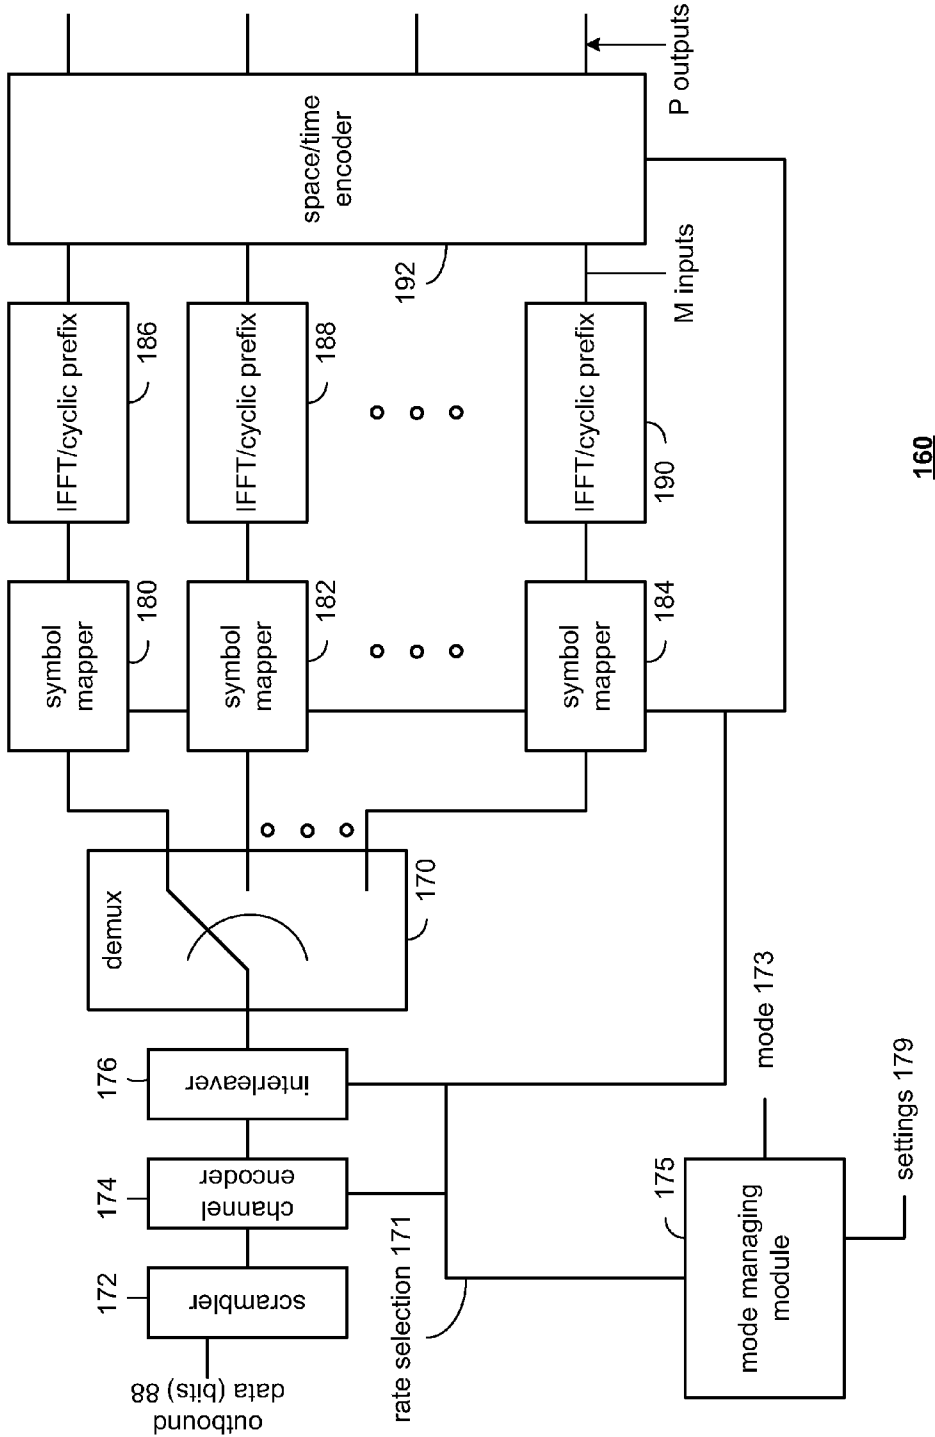 outbound
data (bits) 88
scrambler
172
channel
encoder
174
interleaver
176
demux
170
symbol
mapper
180
symbol
mapper
182
symbol
mapper
184
IFFT/cyclic prefix
186
IFFT/cyclic prefix
188
IFFT/cyclic prefix
190
space/time
encoder
192
M inputs
P outputs
rate selection 171
mode managing
module
175
mode 173
settings 179
160